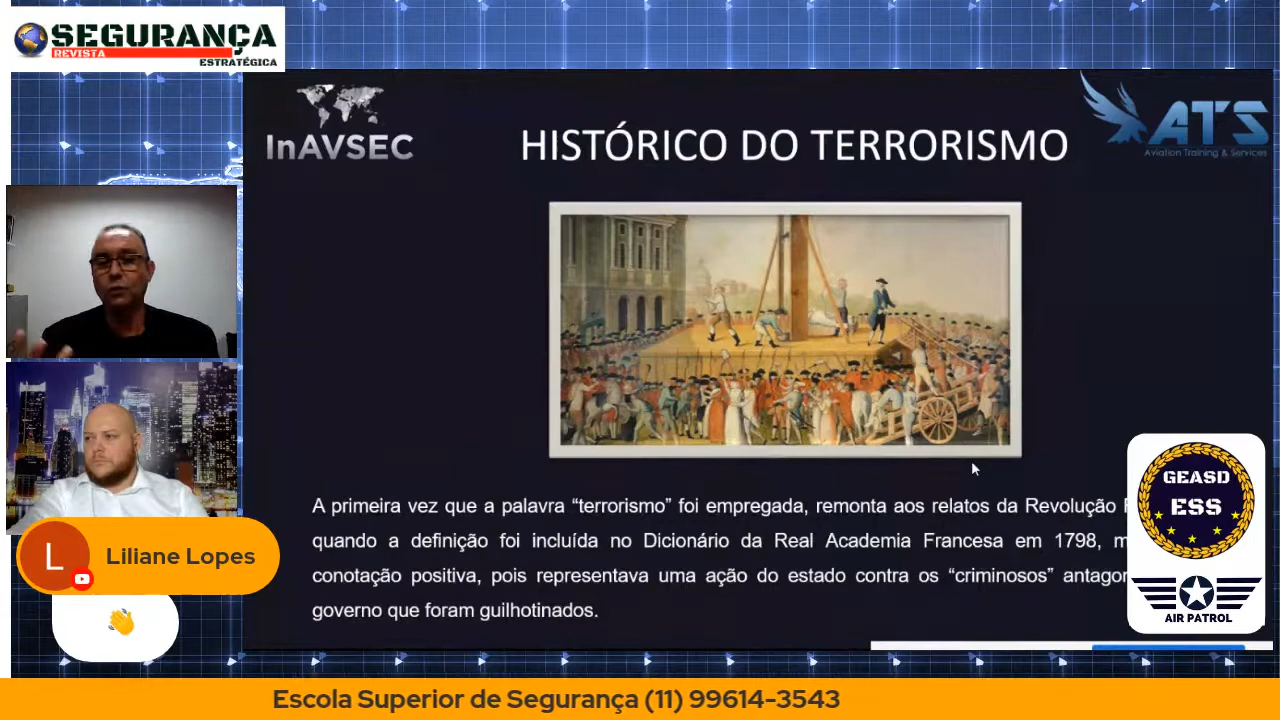 SEGURANÇA
REVISTA
ESTRATÉGICA
InAVSEC
HISTÓRICO DO TERRORISMO
ATS
Aviation Training & Services
A primeira vez que a palavra “terrorismo” foi empregada, remonta aos relatos da Revolução
quando a definição foi incluída no Dicionário da Real Academia Francesa em 1798,
conotação positiva, pois representava uma ação do estado contra os “criminosos”
governo que foram guilhotinados.
GEASD
ESS
AIR PATROL
L
Liliane Lopes
👏
Escola Superior de Segurança (11) 99614-3543